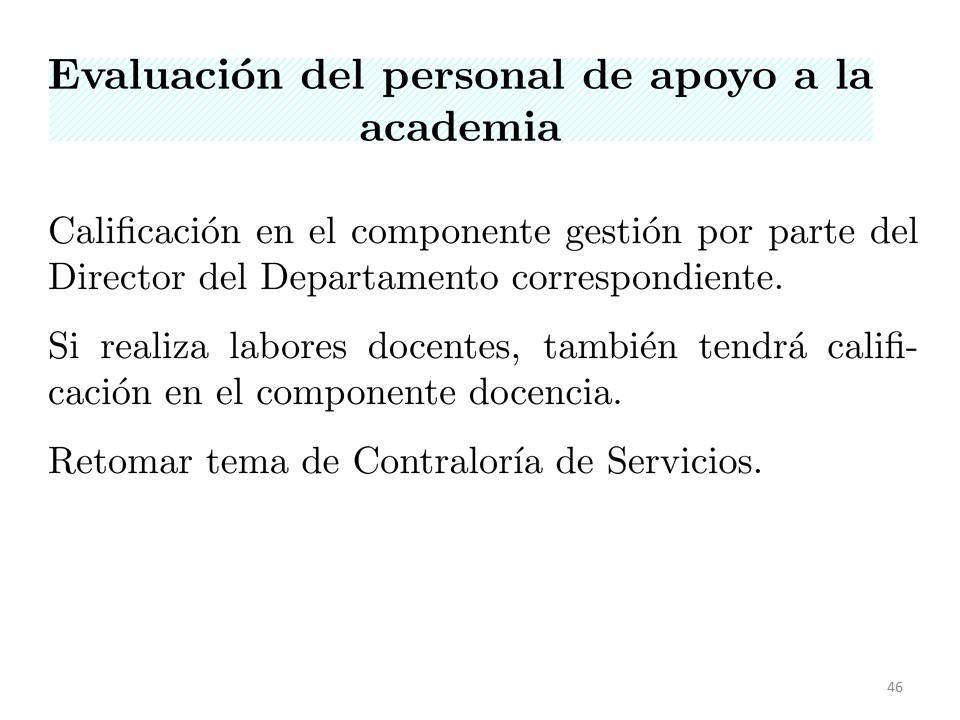 Evaluación del personal de apoyo a la
academia
Calificación en el componente gestión por parte del
Director del Departamento correspondiente.
Si realiza labores docentes, también tendrá califi-
cación en el componente docencia.
Retomar tema de Contraloría de Servicios.
46